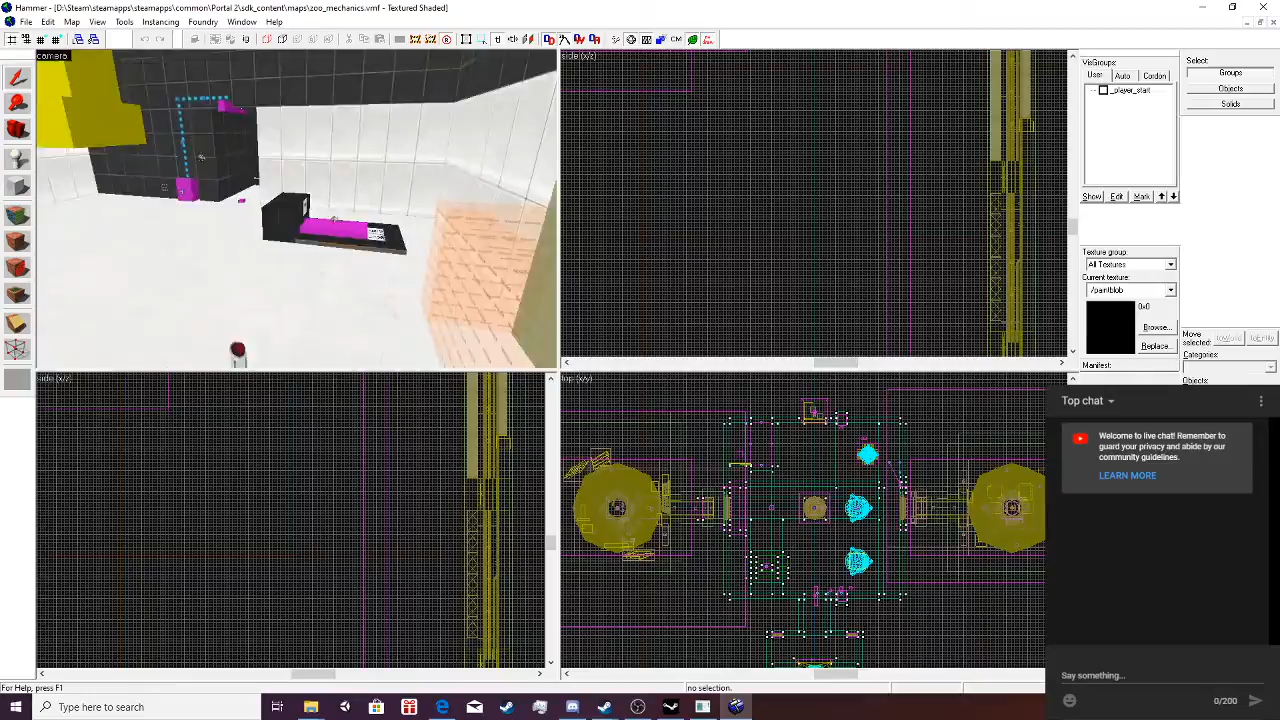 Hammer - [D:\Steam\steamapps\common\Portal 2\sdk_content\maps\zoo_mechanics.vmf - Textured Shaded]
File Edit Map View Tools Instancing Foundry Window Help
camera
side (x/z)
VisGroups:
User Auto Cordon
_player_start
Show Edit Mark
Select:
Groups
Objects
Solids
Texture group:
All Textures
Current texture:
/paintblob
0x0
Browse...
Replace...
Manifest:
Move selected:
toWorld toEntity
Categories:
Objects:
side (x/z)
top (x/y)
Top chat
Welcome to live chat! Remember to
guard your privacy and abide by our
community guidelines.
LEARN MORE
Say something...
0/200
For Help, press F1
no selection.
Type here to search